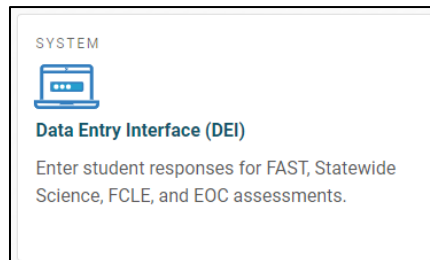 SYSTEM
Data Entry Interface (DEI)
Enter student responses for FAST, Statewide
Science, FCLE, and EOC assessments.